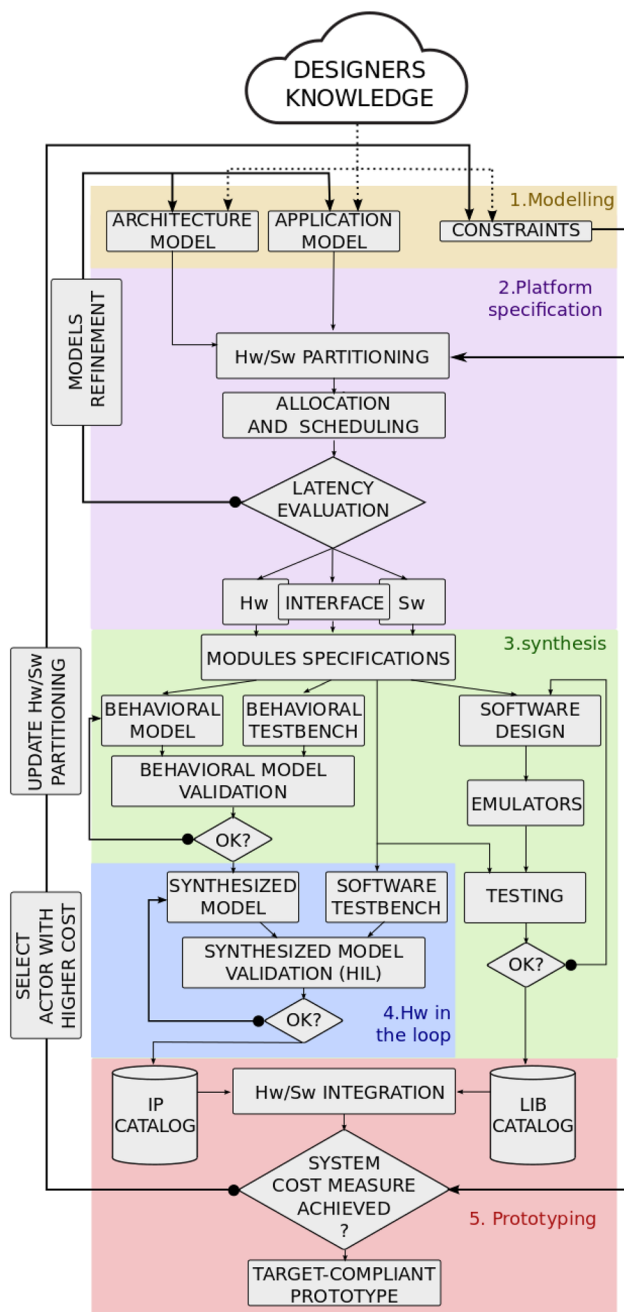 DESIGNERS
KNOWLEDGE
1.Modelling
ARCHITECTURE
MODEL
APPLICATION
MODEL
CONSTRAINTS
2.Platform
specification
MODELS
REFINEMENT
Hw/Sw PARTITIONING
ALLOCATION
AND SCHEDULING
LATENCY
EVALUATION
Hw
INTERFACE
Sw
3.synthesis
MODULES SPECIFICATIONS
UPDATE Hw/Sw
PARTITIONING
BEHAVIORAL
MODEL
BEHAVIORAL
TESTBENCH
SOFTWARE
DESIGN
BEHAVIORAL MODEL
VALIDATION
EMULATORS
OK?
SYNTHESIZED
MODEL
SOFTWARE
TESTBENCH
TESTING
SELECT
ACTOR WITH
HIGHER COST
SYNTHESIZED MODEL
VALIDATION (HIL)
OK?
OK?
4.Hw in
the loop
IP
CATALOG
Hw/Sw INTEGRATION
LIB
CATALOG
SYSTEM
COST MEASURE
ACHIEVED
?
5. Prototyping
TARGET-COMPLIANT
PROTOTYPE